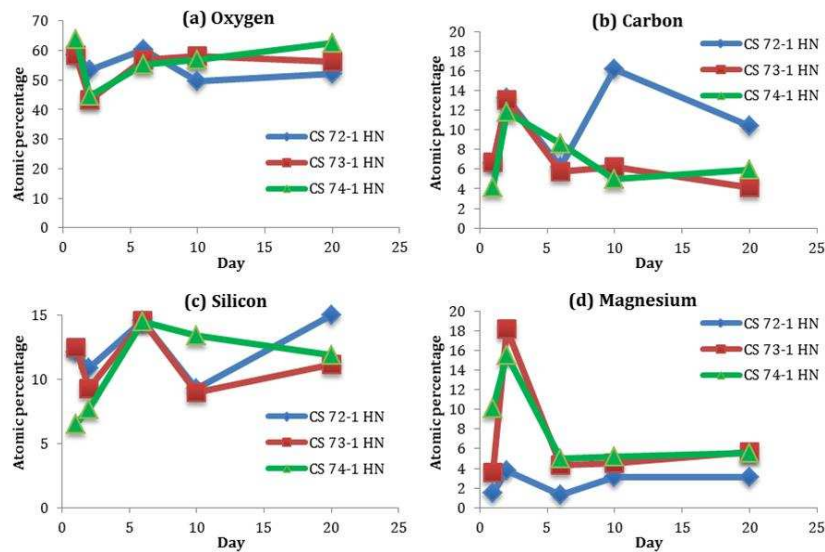 (a) Oxygen
Atomic percentage
70
60
50
40
30
20
10
0
0 5 10 15 20 25
Day
CS 72-1 HN
CS 73-1 HN
CS 74-1 HN
(b) Carbon
Atomic percentage
20
18
16
14
12
10
8
6
4
2
0
0 5 10 15 20 25
Day
CS 72-1 HN
CS 73-1 HN
CS 74-1 HN
(c) Silicon
Atomic percentage
15
10
5
0
0 5 10 15 20 25
Day
CS 72-1 HN
CS 73-1 HN
CS 74-1 HN
(d) Magnesium
Atomic percentage
20
18
16
14
12
10
8
6
4
2
0
0 5 10 15 20 25
Day
CS 72-1 HN
CS 73-1 HN
CS 74-1 HN